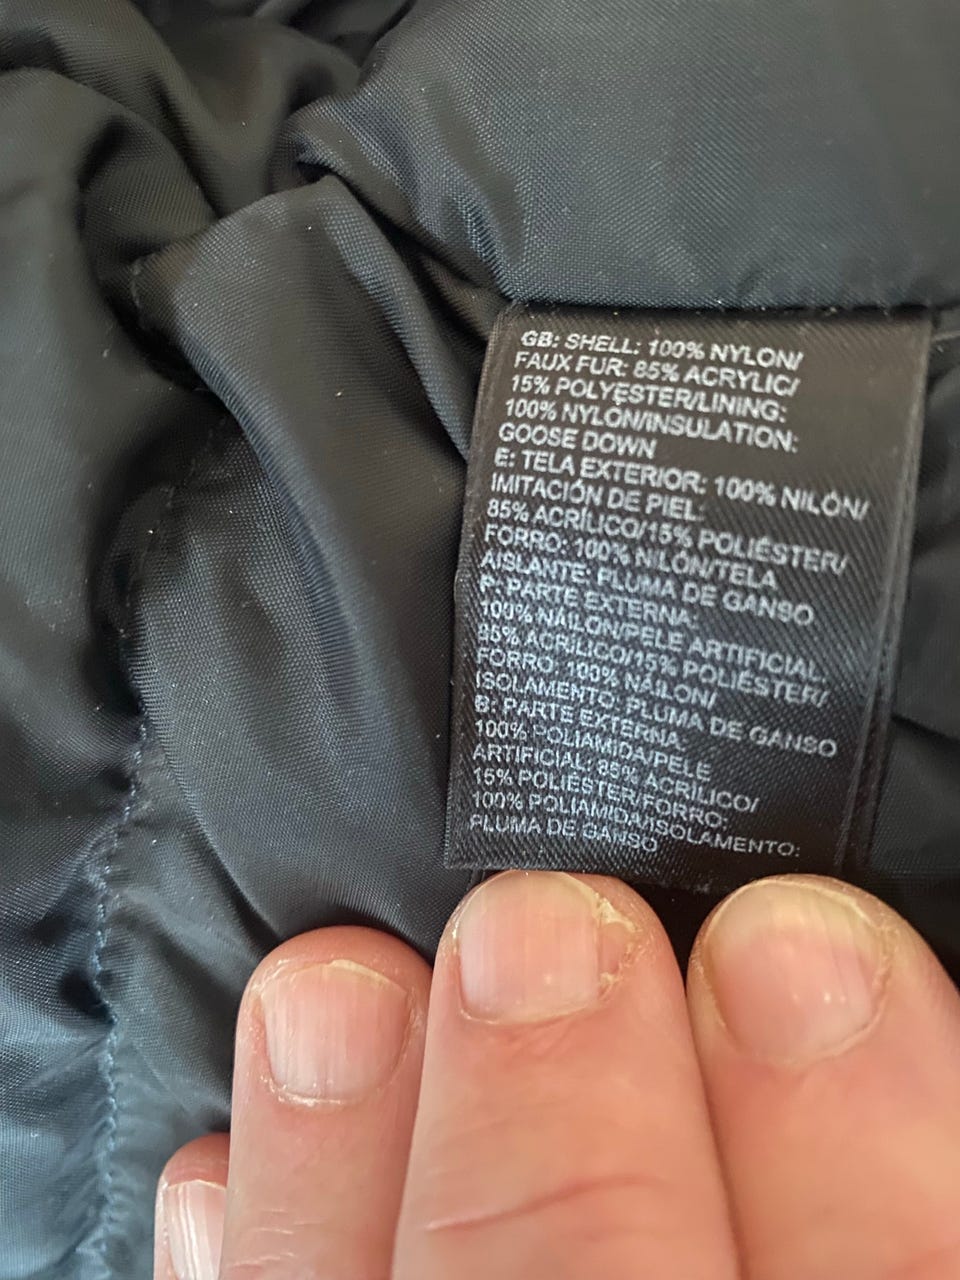 GB: SHELL: 100% NYLON/
FAUX FUR: 85% ACRYLIC/
15% POLYESTER/LINING:
100% NYLON/INSULATION:
GOOSE DOWN
E: TELA EXTERIOR: 100% NILÓN/
IMITACIÓN DE PIEL:
85% ACRÍLICO/15% POLIÉSTER/
FORRO: 100% NILÓN/TELA
AISLANTE: PLUMA DE GANSO
P: PARTE EXTERNA:
100% NÁILON/PELE ARTIFICIAL
85% ACRÍLICO/15% POLIÉSTER/
FORRO: 100% NÁILON/
ISOLAMENTO: PLUMA DE GANSO
B: PARTE EXTERNA:
100% POLIAMIDA/PELE
ARTIFICIAL: 85% ACRÍLICO/
15% POLIÉSTER/FORRO:
100% POLIAMIDA/ISOLAMENTO:
PLUMA DE GANSO